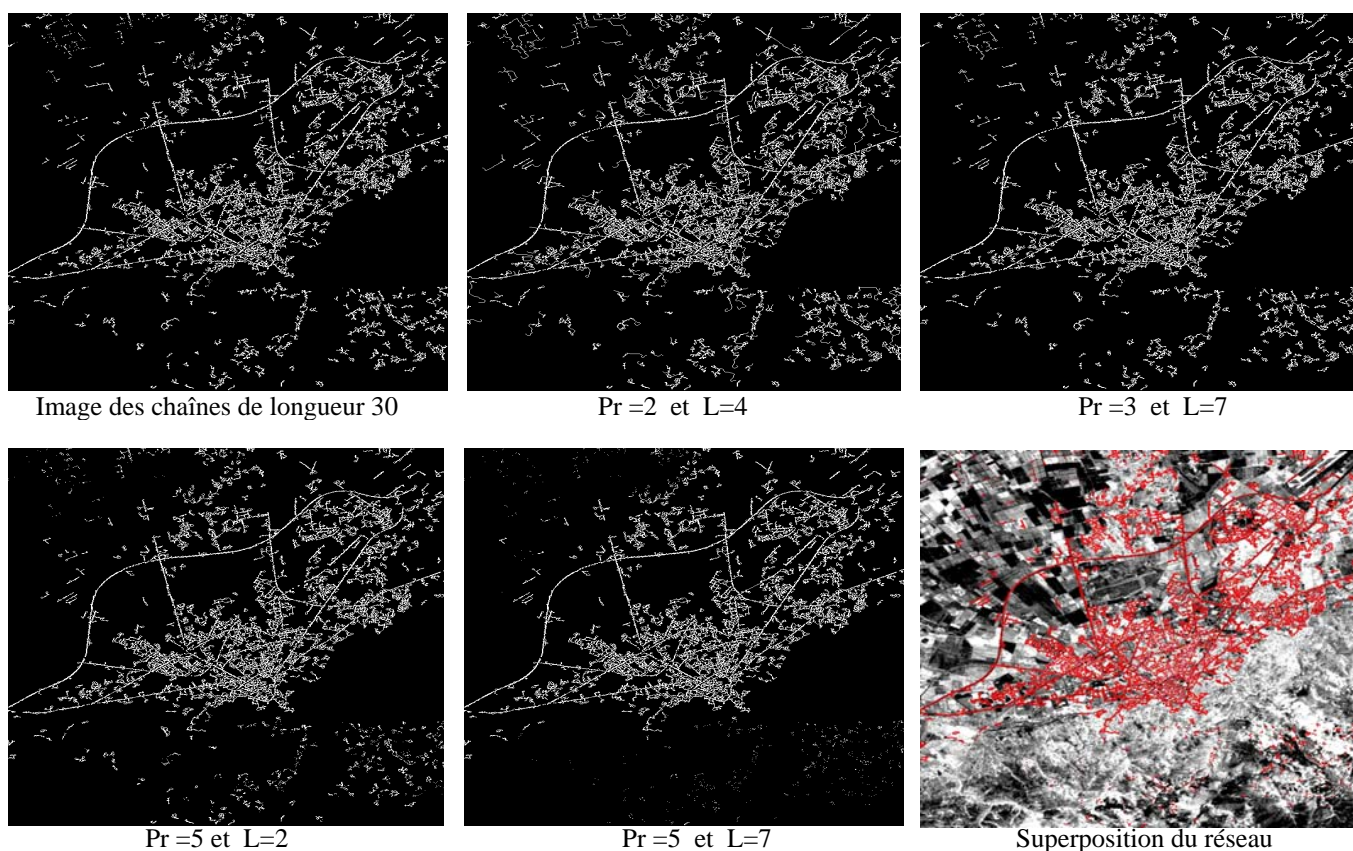 Image des chaînes de longueur 30
Pr =2 et L=4
Pr =3 et L=7
Pr =5 et L=2
Pr =5 et L=7
Superposition du réseau